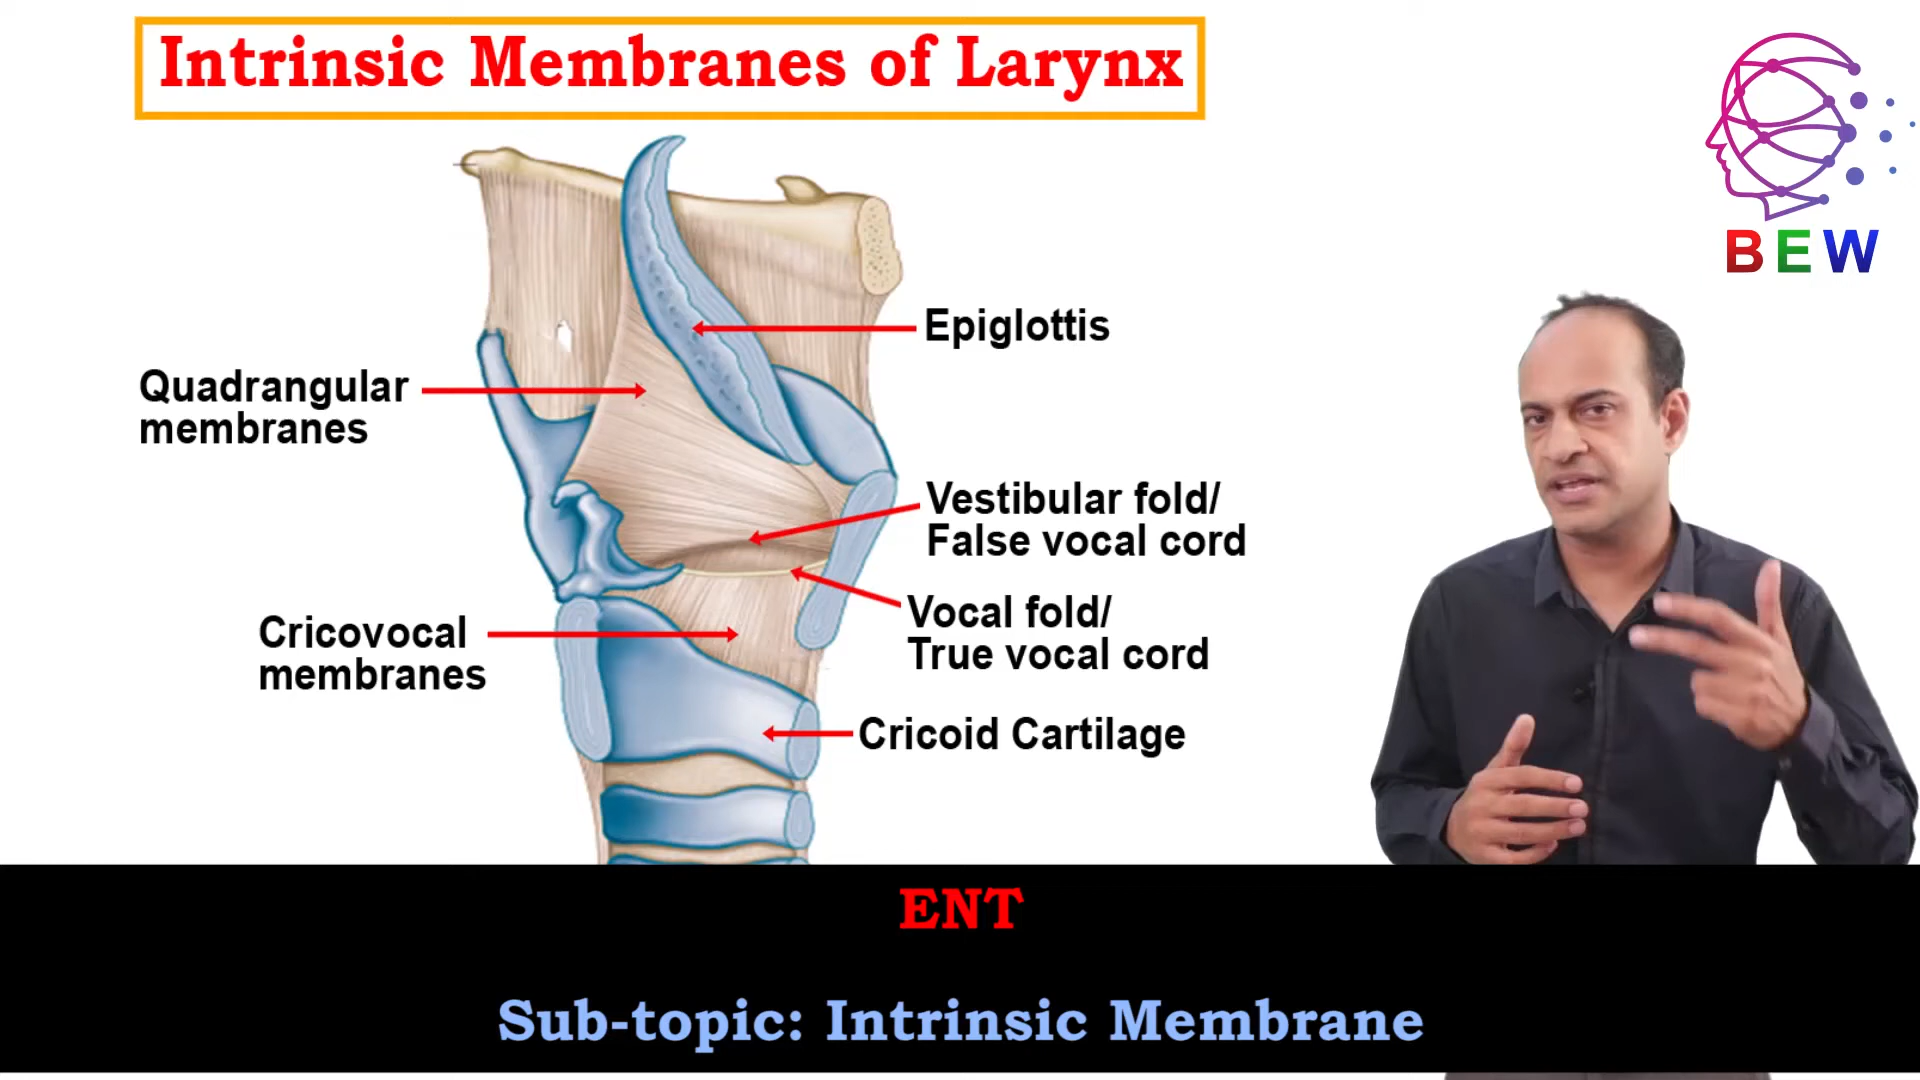 Intrinsic Membranes of Larynx
BEW
Epiglottis
Quadrangular
membranes
Vestibular fold/
False vocal cord
Vocal fold/
True vocal cord
Cricovocal
membranes
Cricoid Cartilage
ENT
Sub-topic: Intrinsic Membrane